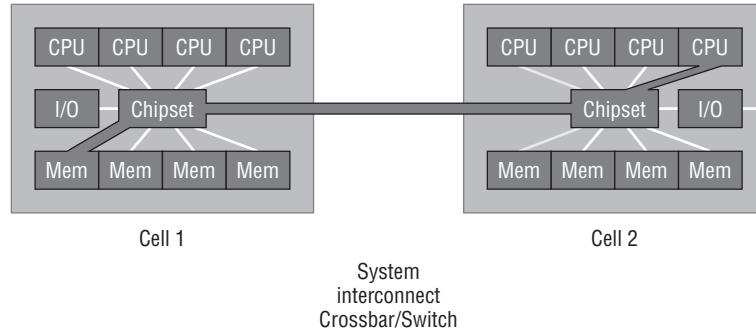 CPU CPU CPU CPU
I/O Chipset
Mem Mem Mem Mem
Cell 1
CPU CPU CPU CPU
Chipset I/O
Mem Mem Mem Mem
Cell 2
System
interconnect
Crossbar/Switch